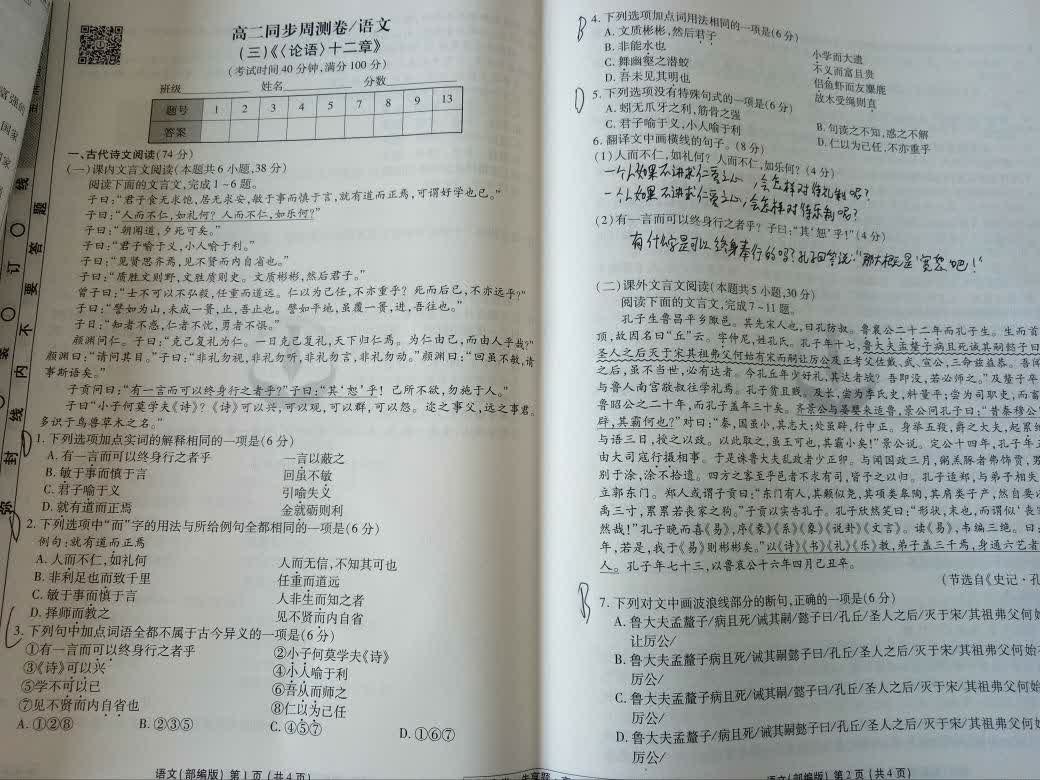 高二同步周测卷/语文
(三)《〈论语〉十二章》
(考试时间40分钟,满分100分)
班级 姓名 分数
题号 1 2 3 4 5 7 8 9 13
答案
一、古代诗文阅读(74分)
(一)课内文言文阅读(本题共6小题,38分)
阅读下面的文言文,完成1~6题。
子曰:“君子食无求饱,居无求安,敏于事而慎于言,就有道而正焉,可谓好学也已。”
子曰:“人而不仁,如礼何?人而不仁,如乐何?”
子曰:“朝闻道,夕死可矣。”
子曰:“君子喻于义,小人喻于利。”
子曰:“见贤思齐焉,见不贤而内自省也。”
子曰:“质胜文则野,文胜质则史。文质彬彬,然后君子。”
曾子曰:“士不可以不弘毅,任重而道远。仁以为己任,不亦重乎?死而后已,不亦远乎?”
子曰:“譬如为山,未成一篑,止,吾止也。譬如平地,虽覆一篑,进,吾往也。”
子曰:“知者不惑,仁者不忧,勇者不惧。”
颜渊问仁。子曰:“克己复礼为仁。一日克己复礼,天下归仁焉。为仁由己,而由人乎哉?”
颜渊曰:“请问其目。”子曰:“非礼勿视,非礼勿听,非礼勿言,非礼勿动。”颜渊曰:“回虽不敏,请
事斯语矣。”
子贡问曰:“有一言而可以终身行之者乎?”子曰:“其‘恕’乎!己所不欲,勿施于人。”
子曰“小子何莫学夫《诗》?《诗》可以兴,可以观,可以群,可以怨。迩之事父,远之事君。
多识于鸟兽草木之名。”
1. 下列选项加点实词的解释相同的一项是(6分)
A. 有一言而可以终身行之者乎 一言以蔽之
B. 敏于事而慎于言 回虽不敏
C. 君子喻于义 引喻失义
D. 就有道而正焉 金就砺则利
2. 下列选项中“而”字的用法与所给例句全都相同的一项是(6分)
例句:就有道而正焉
A. 人而不仁,如礼何 人而无信,不知其可也
B. 非利足也而致千里 任重而道远
C. 敏于事而慎于言 人非生而知之者
D. 择师而教之 见不贤而内自省
3. 下列句中加点词语全都不属于古今异义的一项是(6分)
①有一言而可以终身行之者乎 ②小子何莫学夫《诗》
③《诗》可以兴 ④小人喻于利
⑤学不可以已 ⑥吾从而师之
⑦见不贤而内自省也 ⑧仁以为己任
A. ①②⑧ B. ②③⑤ C. ④⑤⑦ D. ①⑥⑦
语文(部编版) 第1页(共4页)
B
4. 下列选项加点词用法相同的一项是(6分)
A. 文质彬彬,然后君子 小学而大遗
B. 非能水也 不义而富且贵
C. 舞幽壑之潜蛟 侣鱼虾而友麋鹿
D. 吾未见其明也 故木受绳则直
D
5. 下列选项没有特殊句式的一项是(6分)
A. 蚓无爪牙之利,筋骨之强 B. 句读之不知,惑之不解
C. 君子喻于义,小人喻于利 D. 仁以为己任,不亦重乎
6. 翻译文中画横线的句子。(8分)
(1)人而不仁,如礼何?人而不仁,如乐何?(4分)
一个人如果不讲求仁爱之心,会怎样对待礼制呢?
一个人如果不讲求仁爱之心,会怎样对待乐制呢?
(2)有一言而可以终身行之者乎?子曰:“其‘恕’乎!”(4分)
有什么字是可以终身奉行的吗?孔子回答说:“那大概是‘宽恕’吧!”
(二)课外文言文阅读(本题共5小题,30分)
阅读下面的文言文,完成7~11题。
孔子生鲁昌平乡陬邑。其先宋人也,曰孔防叔。鲁襄公二十二年而孔子生。生而首
顶,故因名曰“丘”云。字仲尼,姓孔氏。孔子年十七,鲁大夫孟釐子病且死诫其嗣懿子曰
圣人之后灭于宋其祖弗父何始有宋而嗣让厉公及正考父佐戴、武、宣公,三命兹益恭。吾闻
之后,虽不当世,必有达者。今孔丘年少好礼,其达者欤?吾即没,若必师之。”及釐子卒
与鲁人南宫敬叔往学礼焉。孔子贫且贱。及长,尝为季氏史,料量平;尝为司职吏,而畜
鲁昭公之二十年,而孔子盖年三十矣。齐景公与晏婴来适鲁,景公问孔子曰:“昔秦穆公
辟,其霸何也?”对曰:“秦,国虽小,其志大;处虽辟,行中正。身举五羖,爵之大夫,起累绁
与语三日,授之以政。以此取之,虽王可也,其霸小矣!”景公说。定公十四年,孔子年五
由大司寇行摄相事。于是诛鲁大夫乱政者少正卯。与闻国政三月,粥羔豚者弗饰贾,男
别于涂,涂不拾遗。四方之客至乎邑者不求有司,皆予之以归。孔子适郑,与弟子相失
立郭东门。郑人或谓子贡曰:“东门有人,其颡似尧,其项类皋陶,其肩类子产,然自要以
禹三寸,累累若丧家之狗。”子贡以实告孔子。孔子欣然笑曰:“形状,末也,而谓似‘丧
然哉!”孔子晚而喜《易》,序《彖》《系》《象》《说卦》《文言》。读《易》,韦编三绝。曰:
年,若是,我于《易》则彬彬矣。”以《诗》《书》《礼》《乐》教,弟子盖三千焉,身通六艺者
人。孔子年七十三,以鲁哀公十六年四月己丑卒。
(节选自《史记·孔
B
7. 下列对文中画波浪线部分的断句,正确的一项是(6分)
A. 鲁大夫孟釐子/病且死/诫其嗣/懿子曰/孔丘/圣人之后/灭于宋/其祖弗父何始
让厉公/
B. 鲁大夫孟釐子病且死/诫其嗣懿子曰/孔丘/圣人之后/灭于宋/其祖弗父何始
厉公/
C. 鲁大夫孟釐子病且死/诫其嗣/懿子曰/孔丘/圣人之后/灭于宋/其祖弗父何始
厉公/
D. 鲁大夫孟釐子/病且死/诫其嗣懿子曰/孔丘/圣人之后/灭于宋/其祖弗父何始
厉公/
语文(部编版) 第2页(共4页)
弥 封 线 内 不 要 答 题
装 订 线